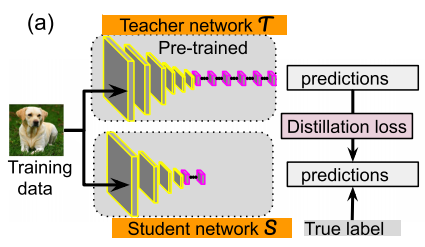 (a)
Teacher network 𝓣
Pre-trained
predictions
Distillation loss
Training
data
predictions
Student network 𝓢
True label